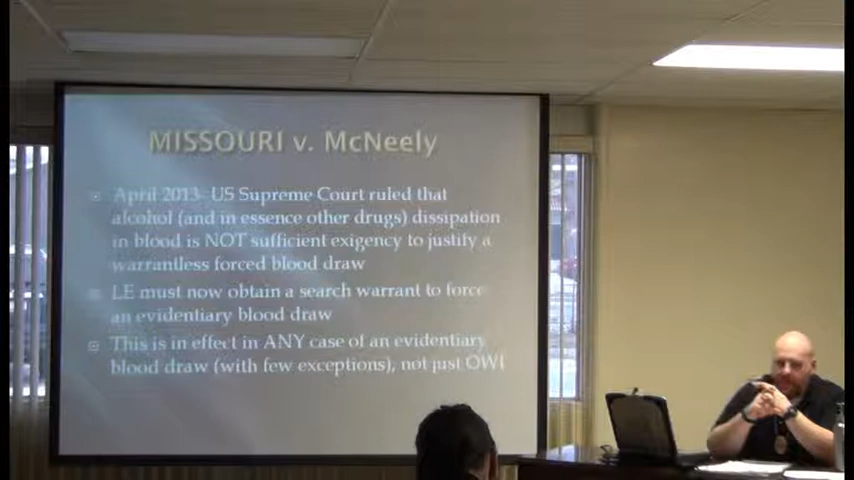 MISSOURI v. McNeely
April 2013- US Supreme Court ruled that
alcohol (and in essence other drugs) dissipation
in blood is NOT sufficient exigency to justify a
warrantless forced blood draw
LE must now obtain a search warrant to force
an evidentiary blood draw
This is in effect in ANY case of an evidentiary
blood draw (with few exceptions), not just OWI